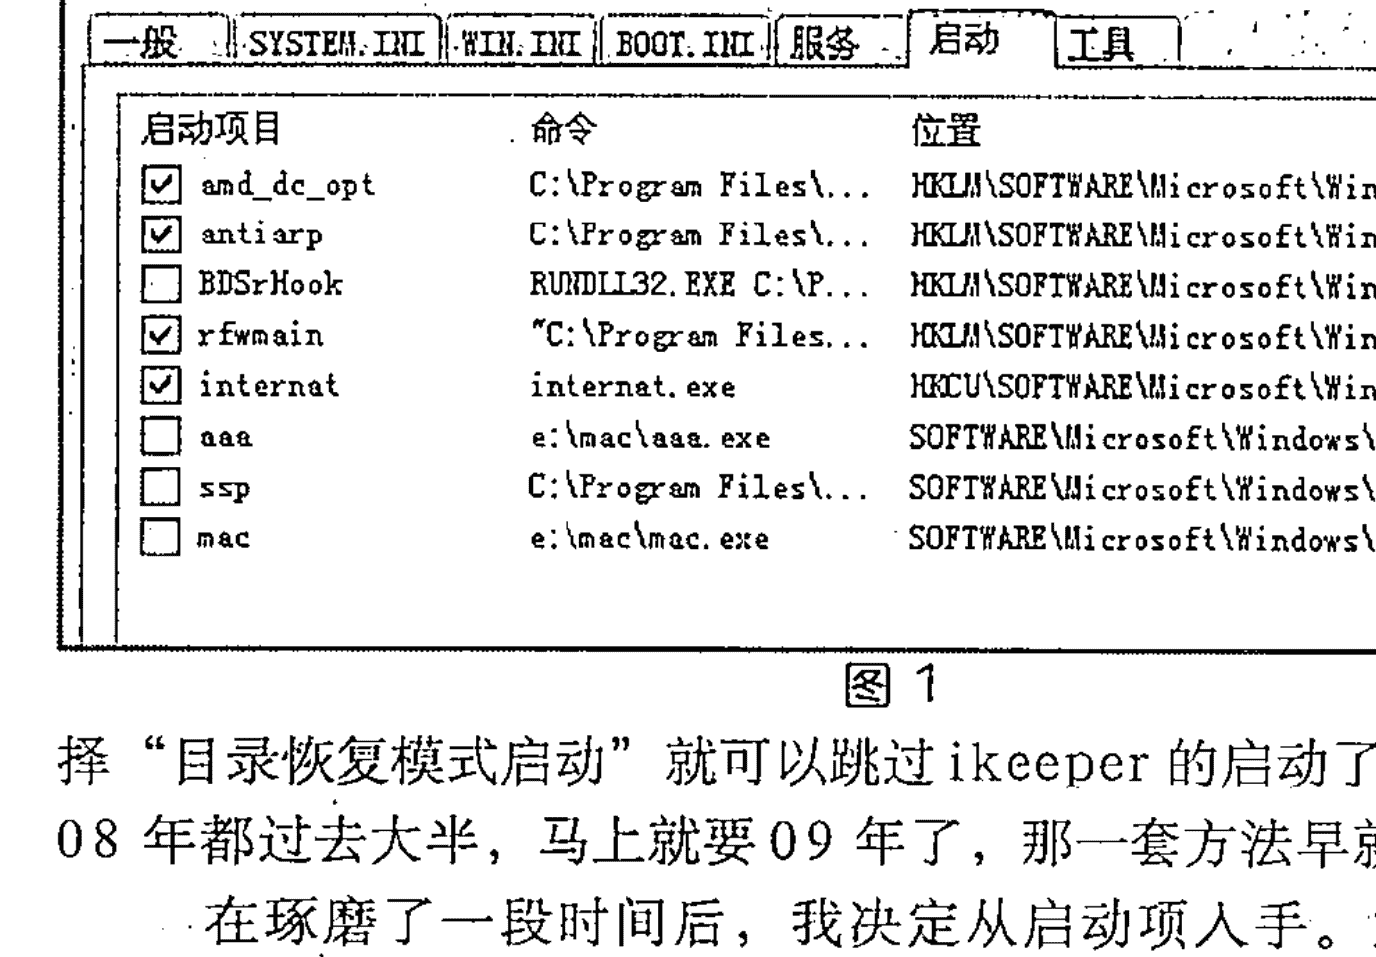 一般 SYSTEM.INI WIN.INI BOOT.INI 服务 启动 工具
启动项目 命令 位置
amd_dc_opt C:\Program Files\... HKLM\SOFTWARE\Microsoft\Win
antiarp C:\Program Files\... HKLM\SOFTWARE\Microsoft\Win
BDSrHook RUNDLL32.EXE C:\P... HKLM\SOFTWARE\Microsoft\Win
rfwmain "C:\Program Files... HKLM\SOFTWARE\Microsoft\Win
internat internat.exe HKCU\SOFTWARE\Microsoft\Win
aaa e:\mac\aaa.exe SOFTWARE\Microsoft\Windows\
ssp C:\Program Files\... SOFTWARE\Microsoft\Windows\
mac e:\mac\mac.exe SOFTWARE\Microsoft\Windows\
图 1
择“目录恢复模式启动”就可以跳过ikeeper的启动了
08 年都过去大半，马上就要09 年了，那一套方法早就
在琢磨了一段时间后，我决定从启动项入手。